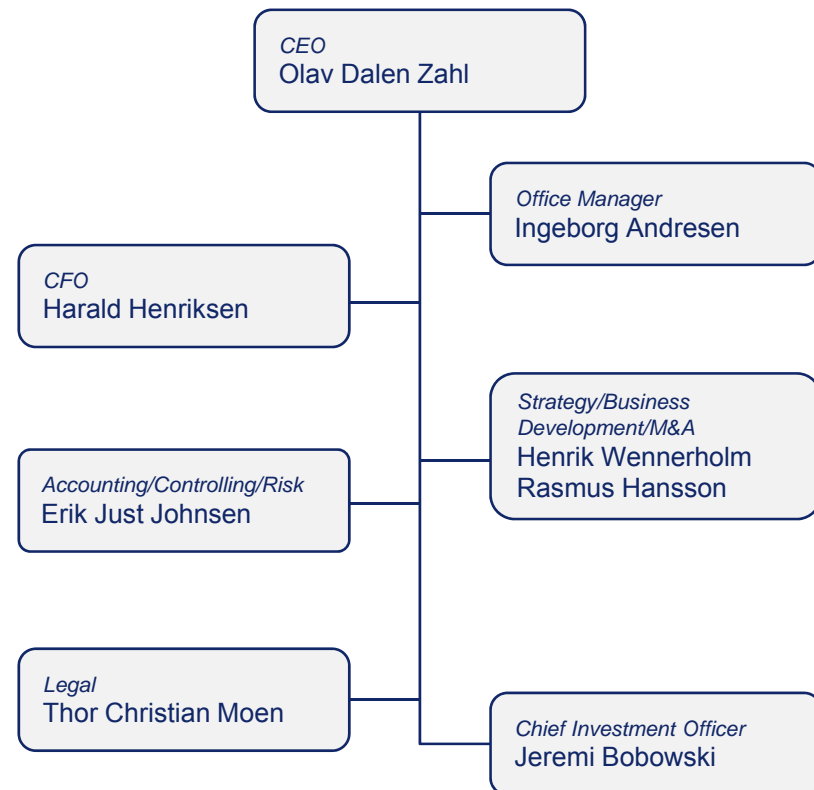 CEO
Olav Dalen Zahl
Office Manager
Ingeborg Andresen
CFO
Harald Henriksen
Strategy/Business
Development/M&A
Henrik Wennerholm
Rasmus Hansson
Accounting/Controlling/Risk
Erik Just Johnsen
Legal
Thor Christian Moen
Chief Investment Officer
Jeremi Bobowski